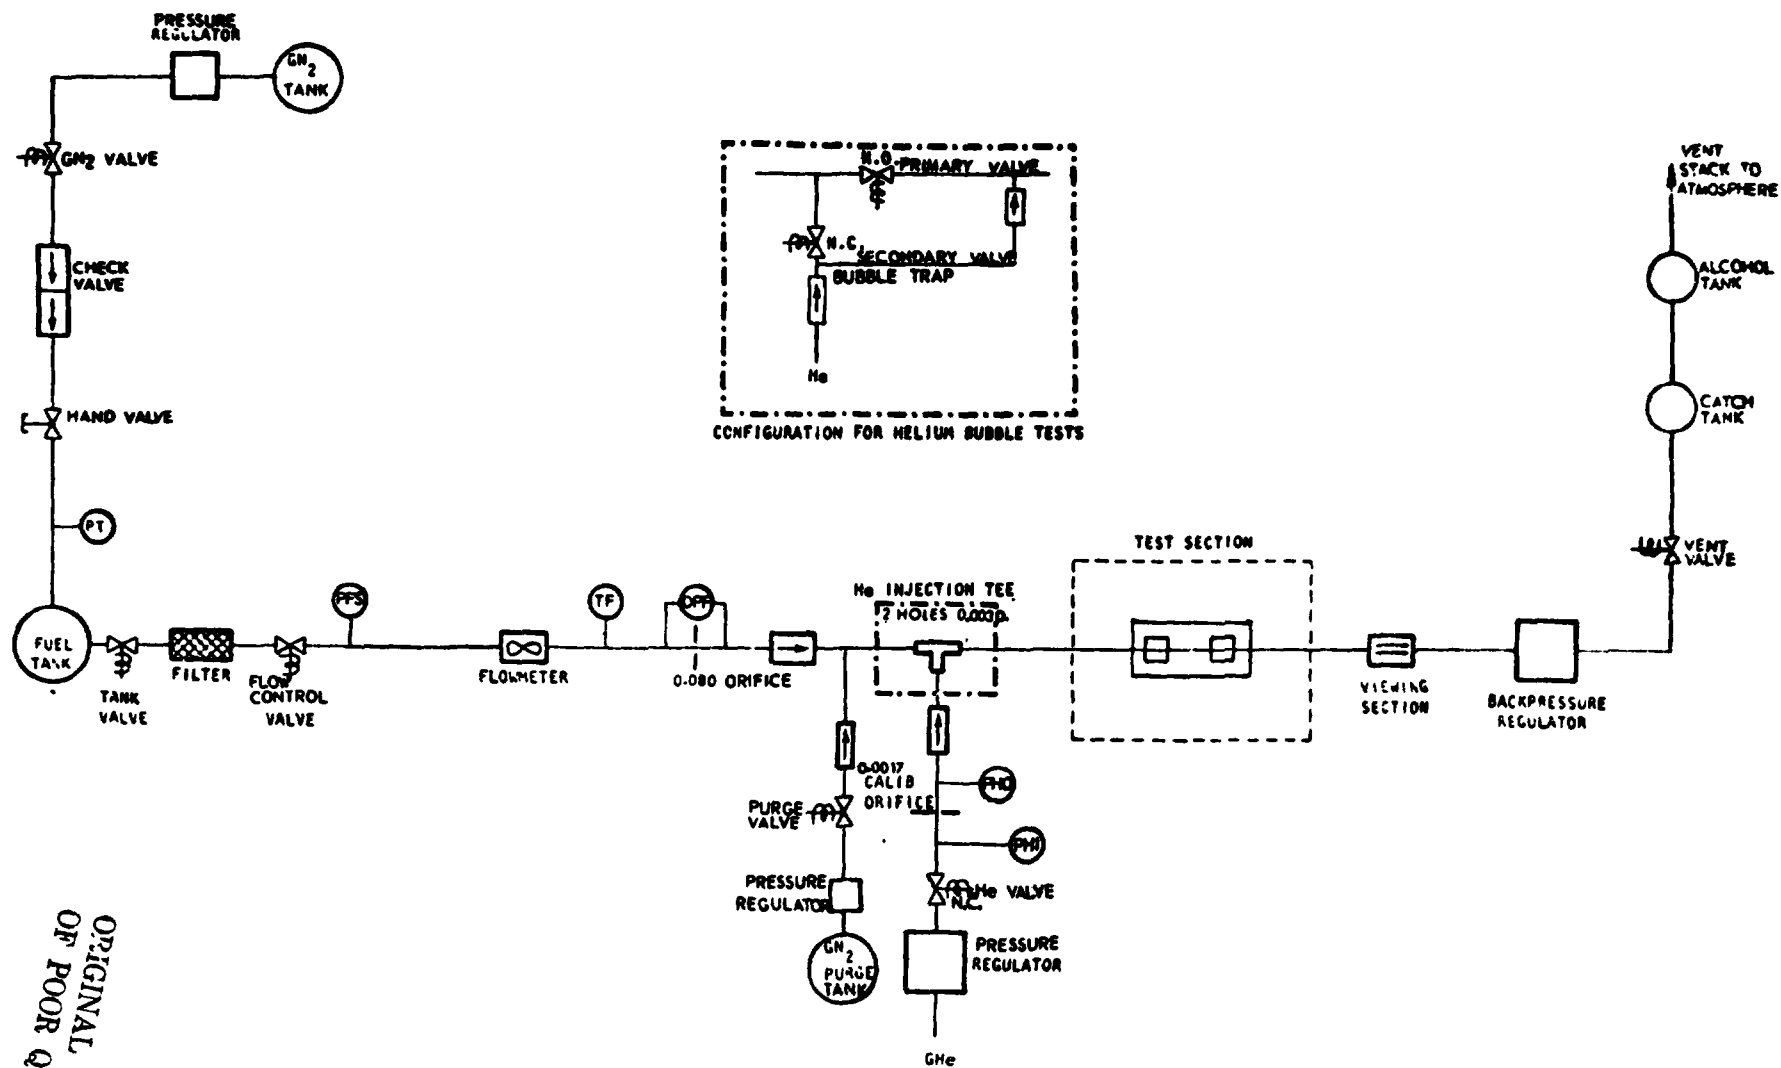 PRESSURE
REGULATOR
GN2
TANK
GN2 VALVE
CHECK
VALVE
HAND VALVE
PT
FUEL
TANK
TANK
VALVE
FILTER
FLOW
CONTROL
VALVE
PFS
FLOWMETER
TF
DPF
0.080 ORIFICE
N.O.
PRIMARY VALVE
N.C.
SECONDARY VALVE
BUBBLE TRAP
He
CONFIGURATION FOR HELIUM BUBBLE TESTS
He INJECTION TEE
2 HOLES 0.003D.
TEST SECTION
VIEWING
SECTION
BACKPRESSURE
REGULATOR
VENT
STACK TO
ATMOSPHERE
ALCOHOL
TANK
CATCH
TANK
VENT
VALVE
0.0017
CALIB
ORIFICE
PHO
PHI
PURGE
VALVE
PRESSURE
REGULATOR
GN2
PURGE
TANK
He VALVE
N.C.
PRESSURE
REGULATOR
GHe
ORIGINAL
OF POOR Q